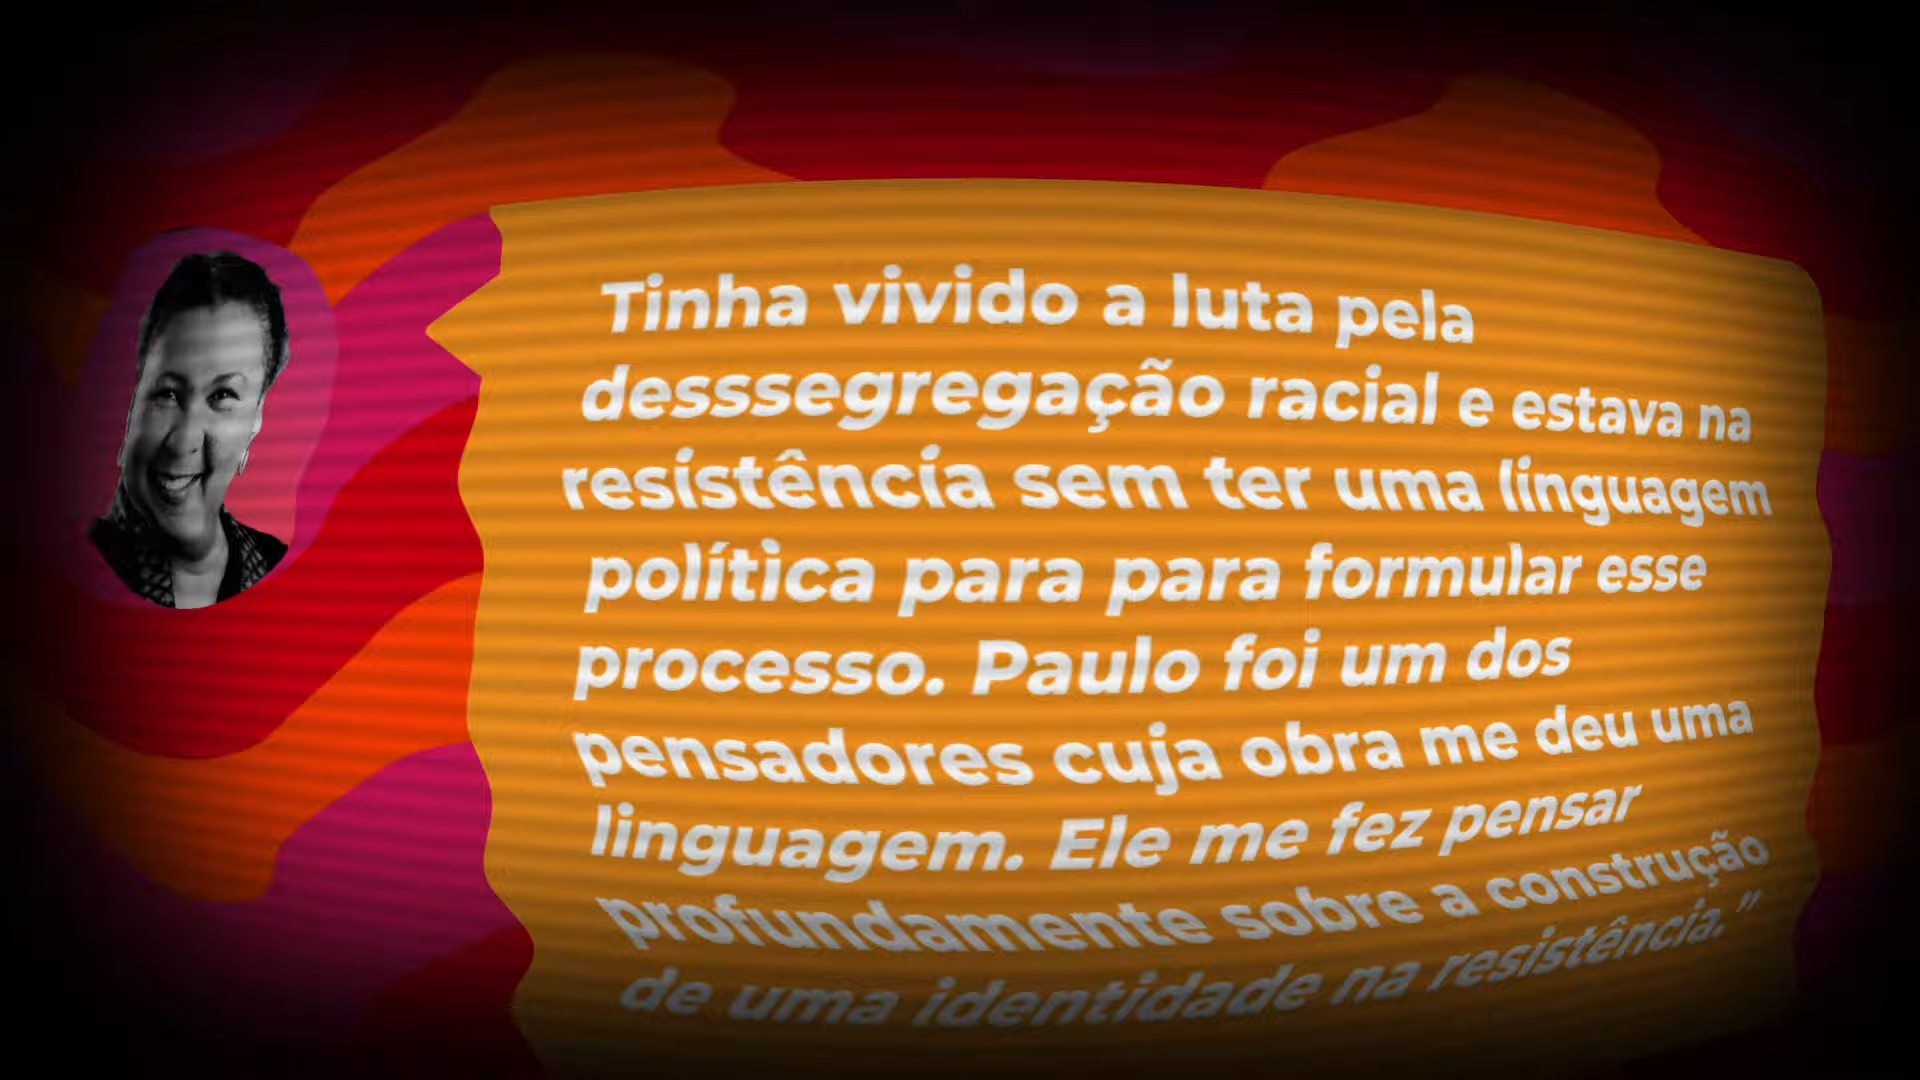 Tinha vivido a luta pela
desssegregação racial e estava na
resistência sem ter uma linguagem
política para para formular esse
processo. Paulo foi um dos
pensadores cuja obra me deu uma
linguagem. Ele me fez pensar
profundamente sobre a construção
de uma identidade na resistência.”